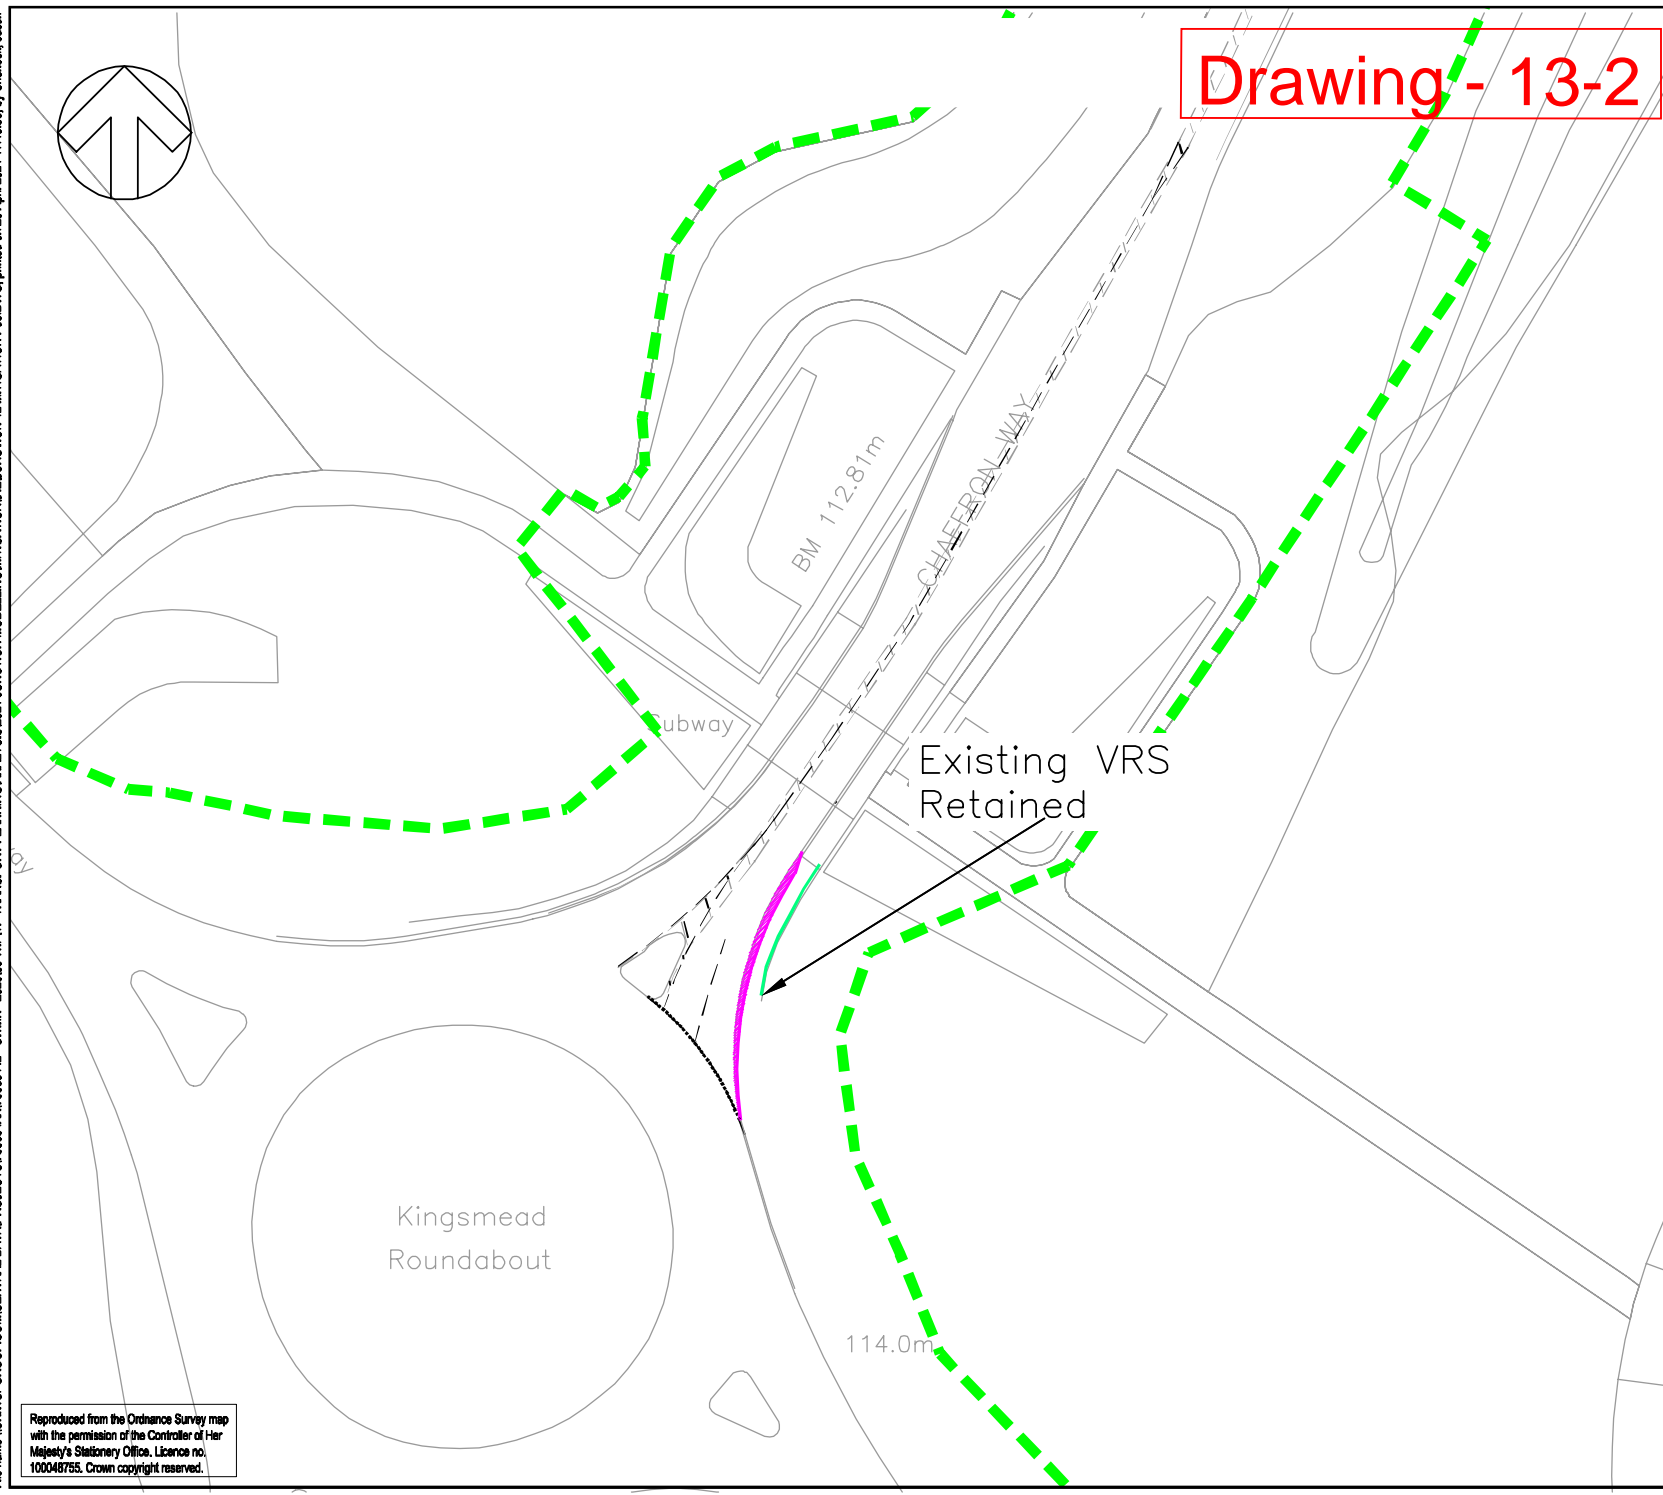 Drawing - 13-2
BM 112.81m
CHAFFRON WAY
Subway
Existing VRS
Retained
Kingsmead
Roundabout
114.0m
Reproduced from the Ordnance Survey map
with the permission of the Controller of Her
Majesty's Stationery Office. Licence no.
100048755. Crown copyright reserved.